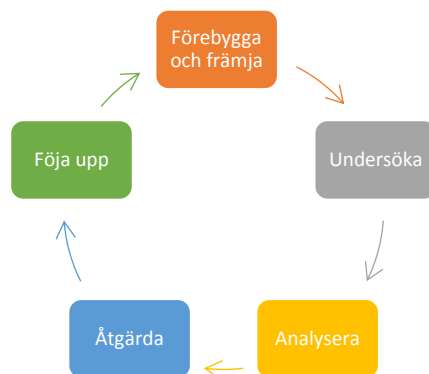 Förebygga
och främja
Undersöka
Analysera
Åtgärda
Föja upp